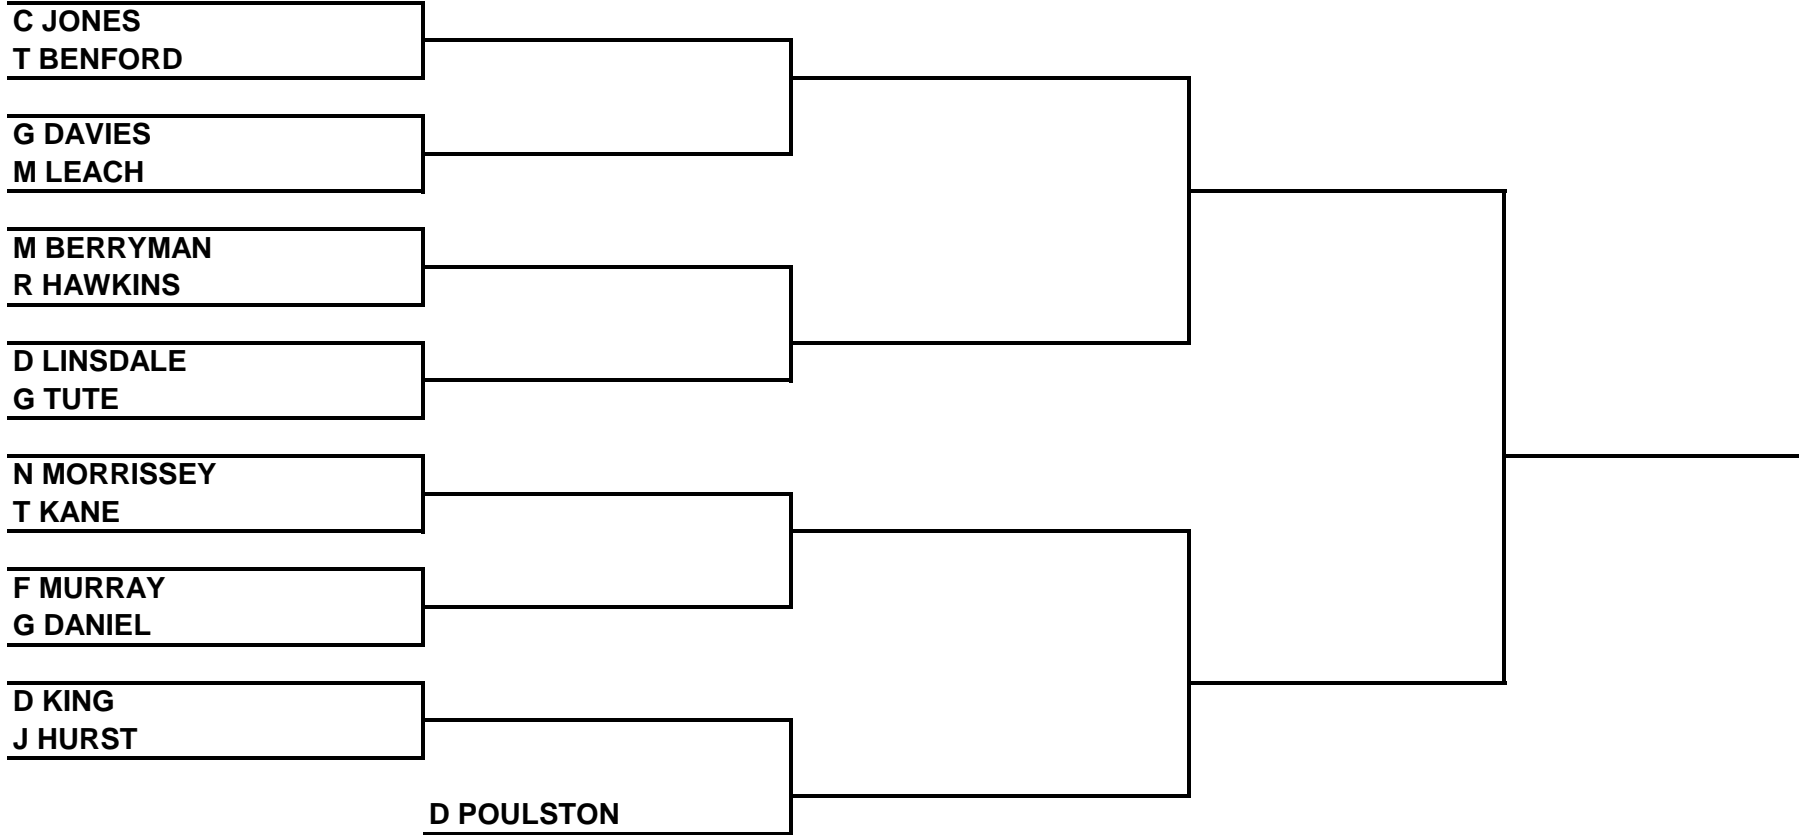 C JONES
T BENFORD
G DAVIES
M LEACH
M BERRYMAN
R HAWKINS
D LINSDALE
G TUTE
N MORRISSEY
T KANE
F MURRAY
G DANIEL
D KING
J HURST
D POULSTON